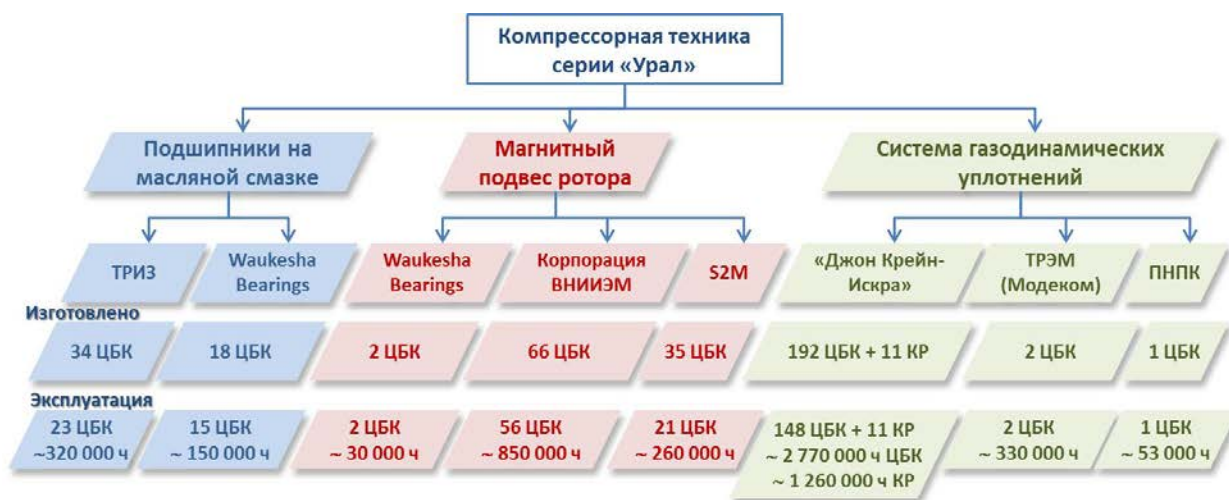 Компрессорная техника
серии «Урал»
Подшипники на
масляной смазке
Магнитный
подвес ротора
Система газодинамических
уплотнений
ТРИЗ
Waukesha
Bearings
Waukesha
Bearings
Корпорация
ВНИИЭМ
S2M
«Джон Крейн-
Искра»
ТРЭМ
(Модеком)
ПНПК
Изготовлено
34 ЦБК
18 ЦБК
2 ЦБК
66 ЦБК
35 ЦБК
192 ЦБК + 11 КР
2 ЦБК
1 ЦБК
Эксплуатация
23 ЦБК
~320 000 ч
15 ЦБК
~ 150 000 ч
2 ЦБК
~ 30 000 ч
56 ЦБК
~ 850 000 ч
21 ЦБК
~ 260 000 ч
148 ЦБК + 11 КР
~ 2 770 000 ч ЦБК
~ 1 260 000 ч КР
2 ЦБК
~ 330 000 ч
1 ЦБК
~ 53 000 ч